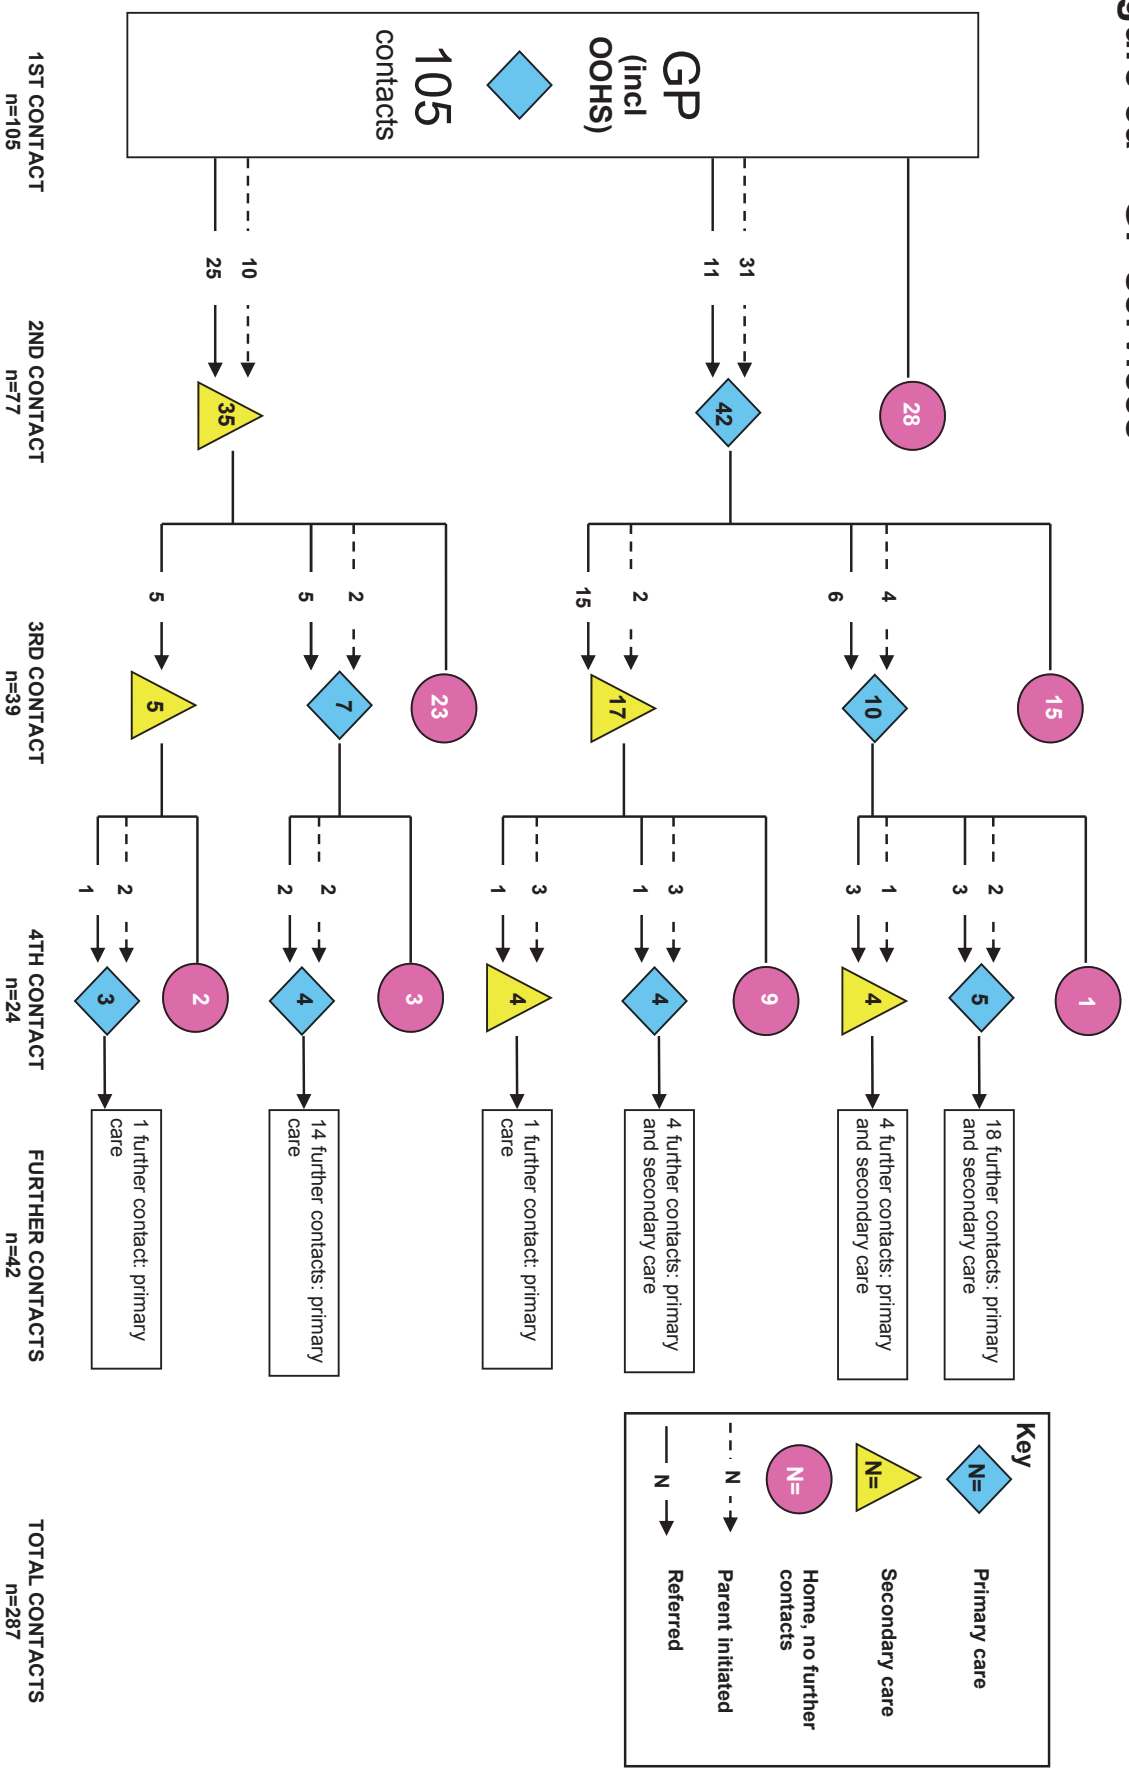 GP
(incl
OOHS)
105
contacts
31
11
10
25
28
42
35
4
6
2
15
2
5
5
15
10
17
23
7
5
2
3
1
3
3
1
3
1
2
2
2
1
1
5
4
9
4
4
3
4
2
3
18 further contacts: primary
and secondary care
4 further contacts: primary
and secondary care
4 further contacts: primary
and secondary care
1 further contact: primary
care
14 further contacts: primary
care
1 further contact: primary
care
Key
N=
Primary care
N=
Secondary care
N=
Home, no further
contacts
N
Parent initiated
N
Referred
1ST CONTACT
n=105
2ND CONTACT
n=77
3RD CONTACT
n=39
4TH CONTACT
n=24
FURTHER CONTACTS
n=42
TOTAL CONTACTS
n=287